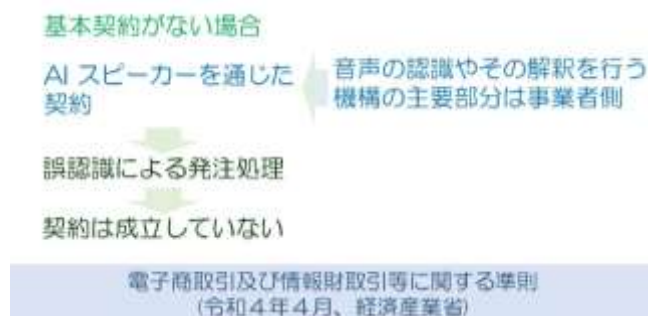 基本契約がない場合
AI スピーカーを通じた
契約
音声の認識やその解釈を行う
機構の主要部分は事業者側
誤認識による発注処理
契約は成立していない
電子商取引及び情報財取引等に関する準則
(令和4年4月、経済産業省)